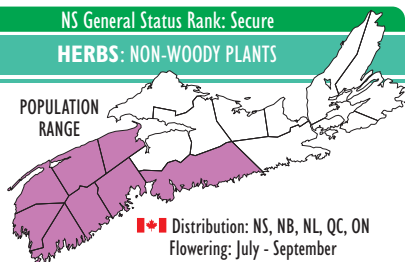 NS General Status Rank: Secure
HERBS: NON-WOODY PLANTS
POPULATION
RANGE
Distribution: NS, NB, NL, QC, ON
Flowering: July - September